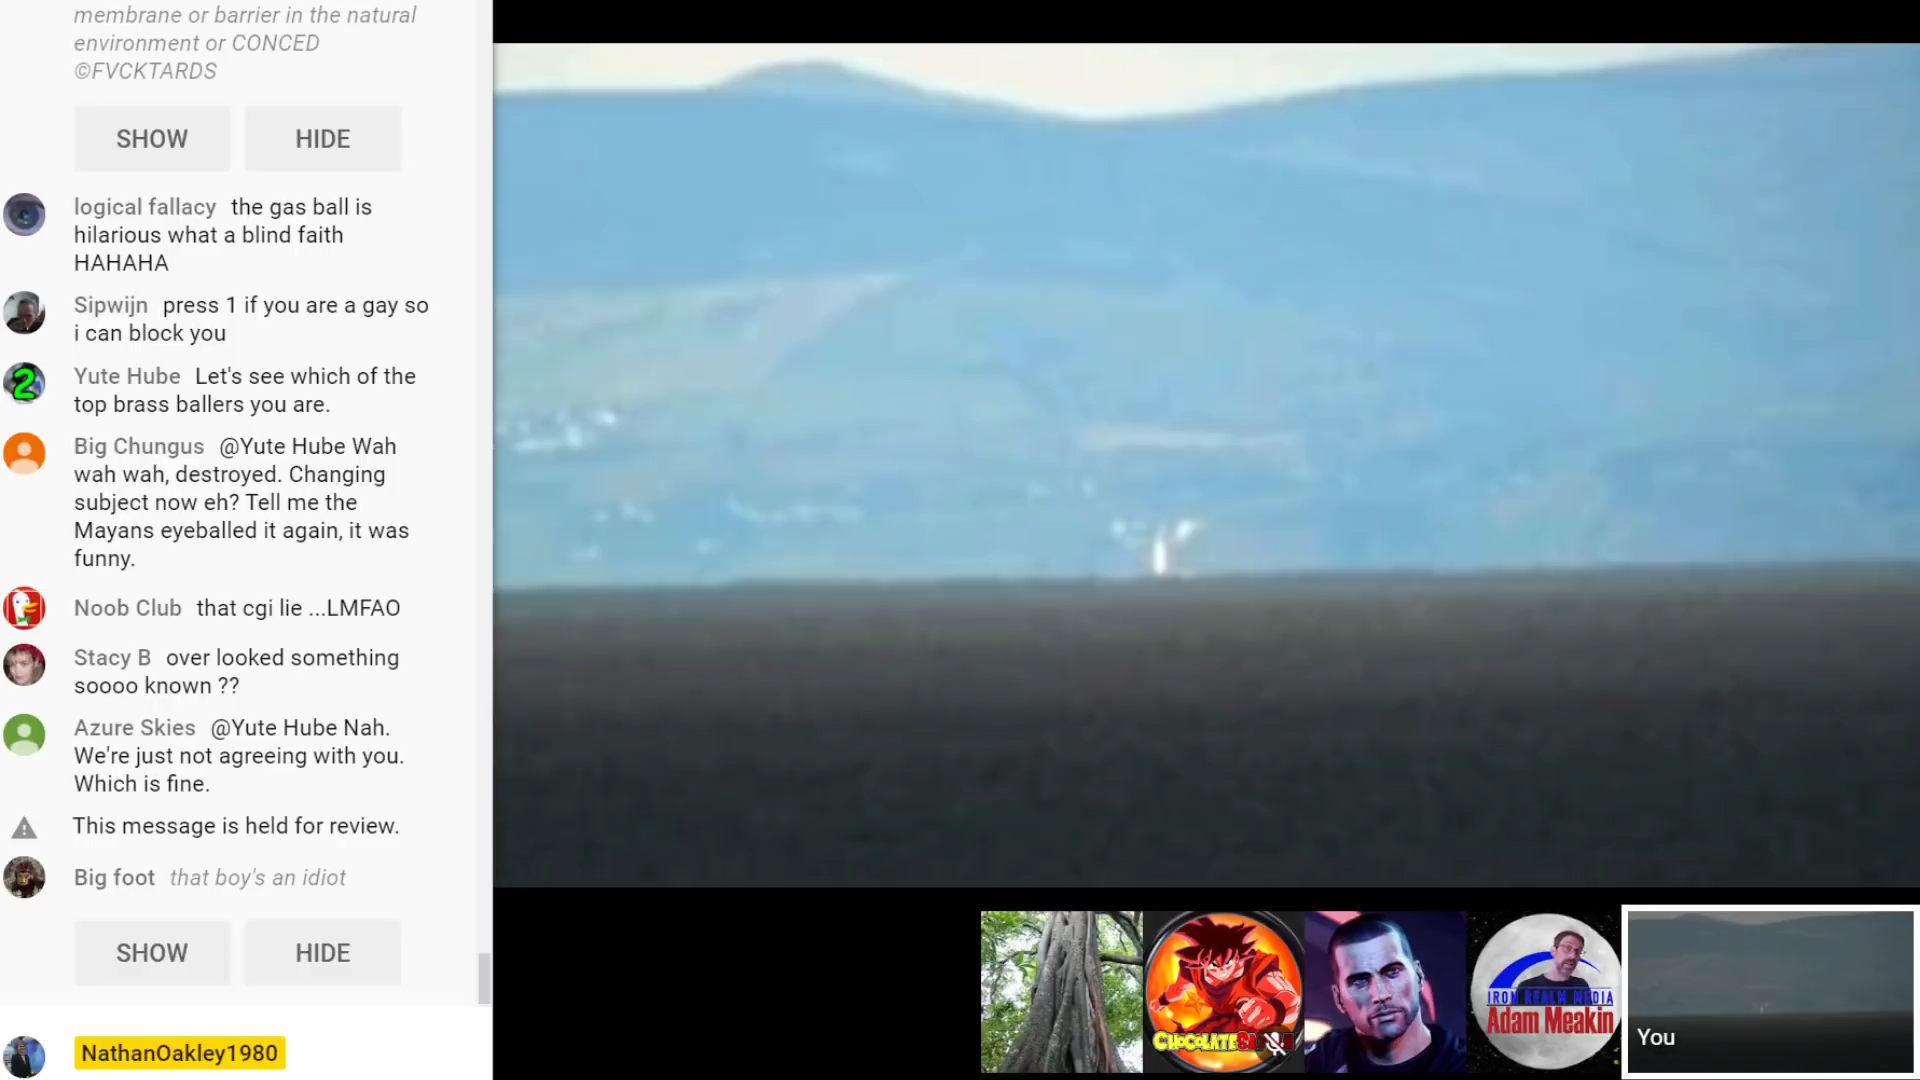 membrane or barrier in the natural
environment or CONCED
©FVCKTARDS
SHOW HIDE
logical fallacy the gas ball is
hilarious what a blind faith
HAHAHA
Sipwijn press 1 if you are a gay so
i can block you
Yute Hube Let's see which of the
top brass ballers you are.
Big Chungus @Yute Hube Wah
wah wah, destroyed. Changing
subject now eh? Tell me the
Mayans eyeballed it again, it was
funny.
Noob Club that cgi lie ...LMFAO
Stacy B over looked something
soooo known ??
Azure Skies @Yute Hube Nah.
We're just not agreeing with you.
Which is fine.
This message is held for review.
Big foot that boy's an idiot
SHOW HIDE
NathanOakley1980
2
IRON REALM MEDIA
Adam Meakin
You